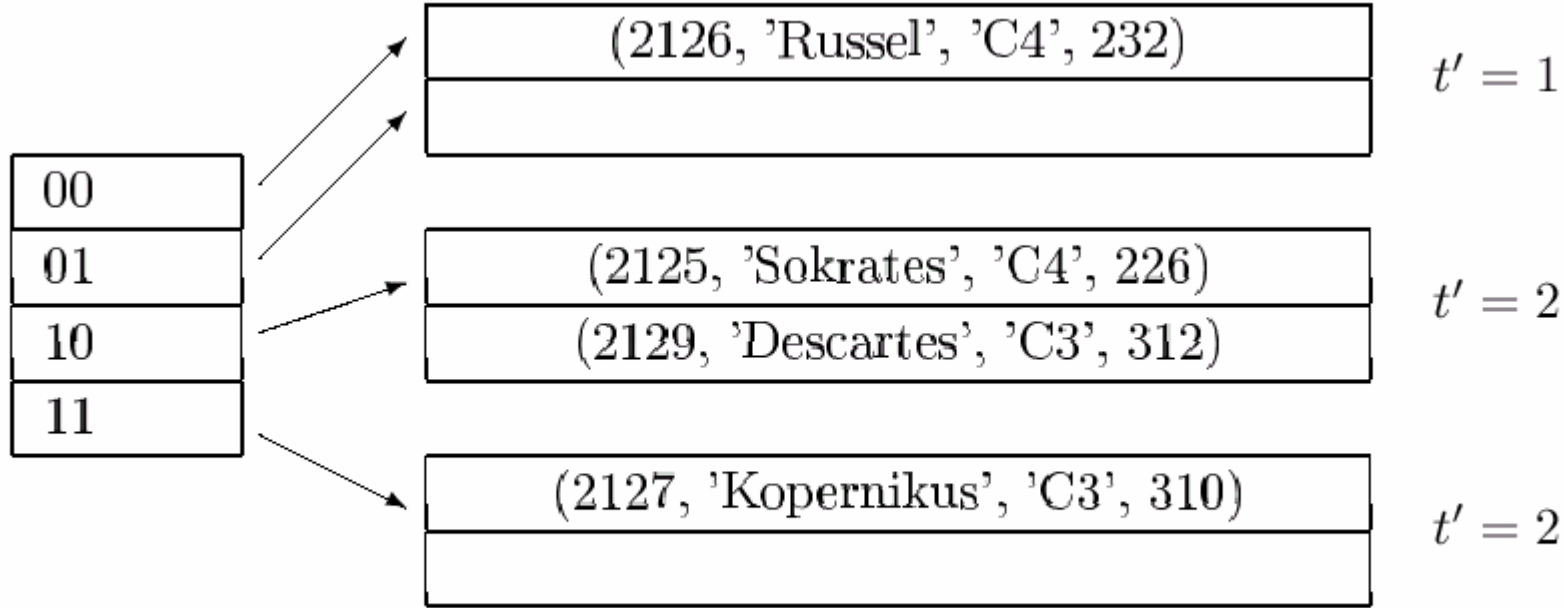 00
01
10
11
(2126, 'Russel', 'C4', 232)
t′ = 1
(2125, 'Sokrates', 'C4', 226)
(2129, 'Descartes', 'C3', 312)
t′ = 2
(2127, 'Kopernikus', 'C3', 310)
t′ = 2